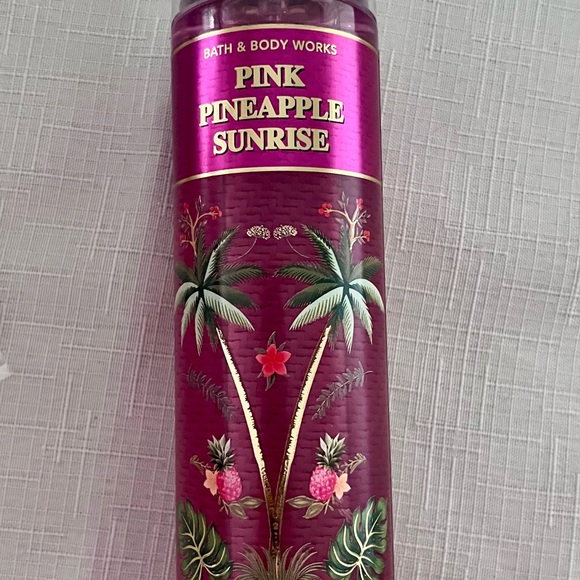 BATH & BODY WORKS
PINK
PINEAPPLE
SUNRISE